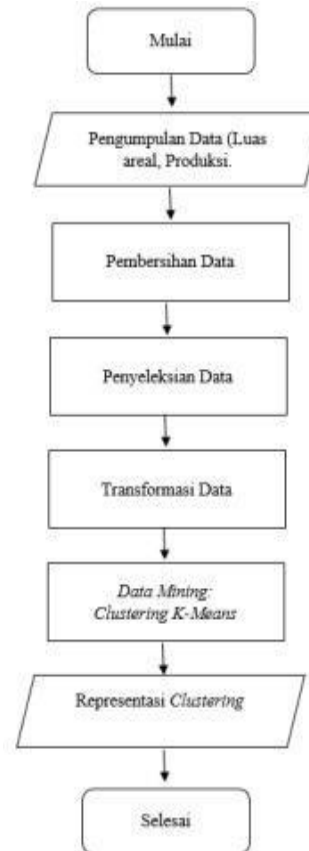 Mulai
Pengumpulan Data (Luas
areal, Produksi.
Pembersihan Data
Penyeleksian Data
Transformasi Data
Data Mining:
Clustering K-Means
Representasi Clustering
Selesai